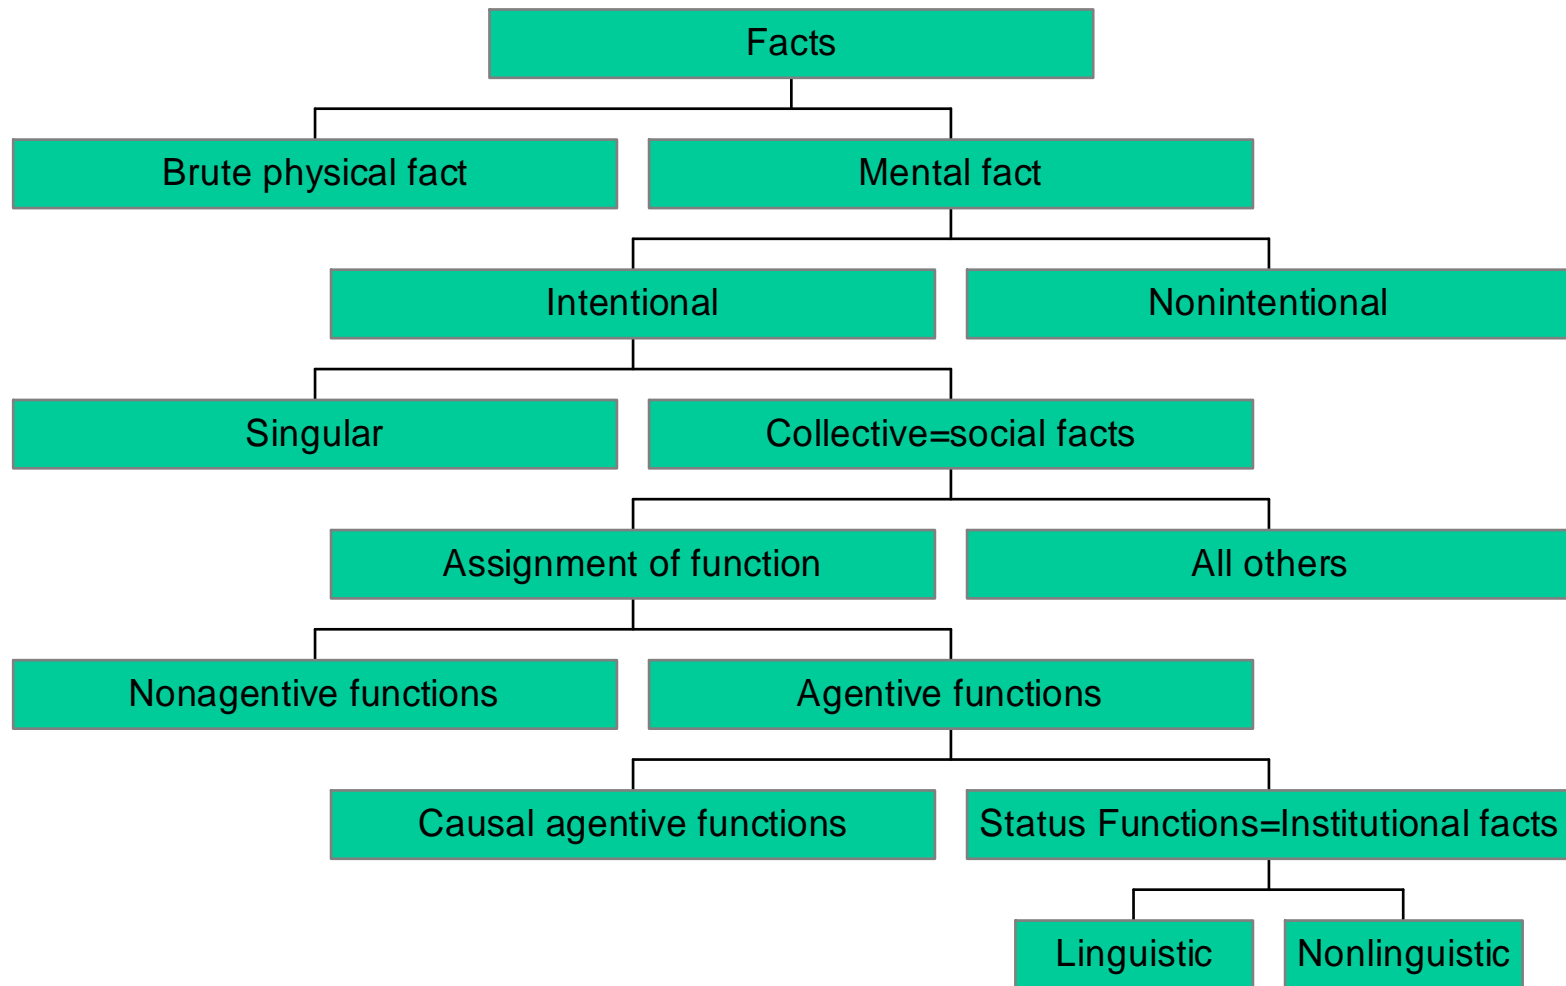 Facts
Brute physical fact
Mental fact
Intentional
Nonintentional
Singular
Collective=social facts
Assignment of function
All others
Nonagentive functions
Agentive functions
Causal agentive functions
Status Functions=Institutional facts
Linguistic
Nonlinguistic